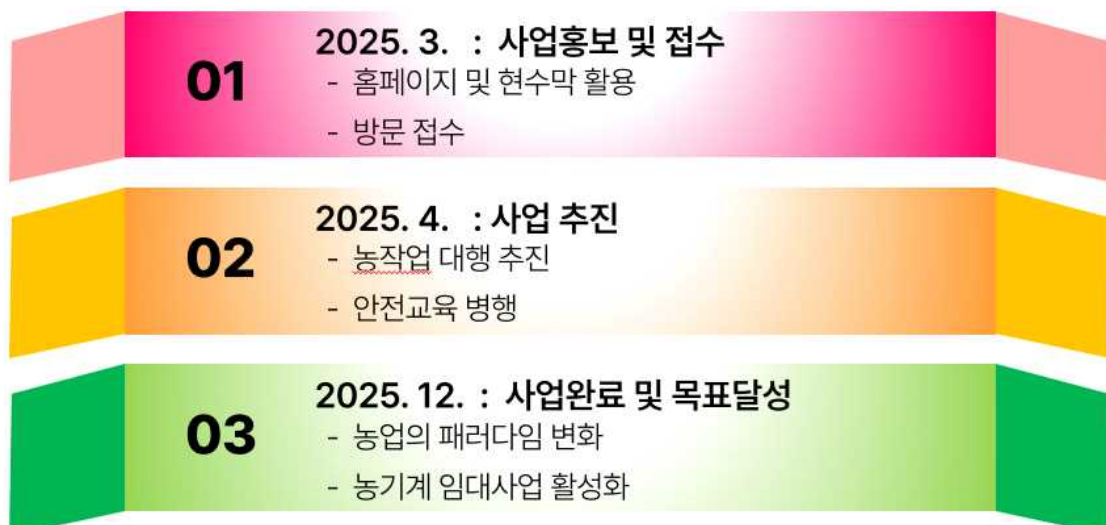 01
2025. 3.  :  사업홍보 및 접수
- 홈페이지 및 현수막 활용
- 방문 접수
02
2025. 4.  : 사업 추진
- 농작업 대행 추진
- 안전교육 병행
03
2025. 12.  :  사업완료 및 목표달성
- 농업의 패러다임 변화
- 농기계 임대사업 활성화